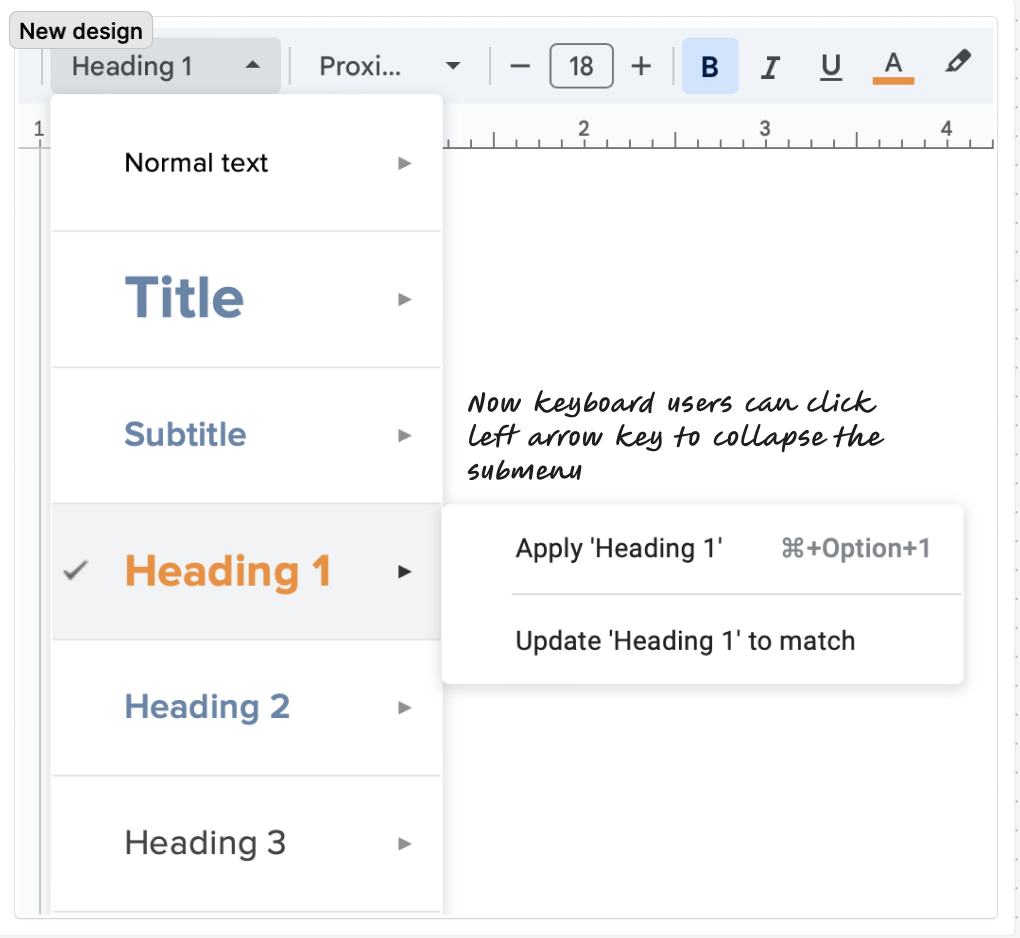 New design
Heading 1
Proxi...
18
B I U A
1 2 3 4
Normal text
Title
Subtitle
Now keyboard users can click
left arrow key to collapse the
submenu
Heading 1
Apply 'Heading 1' ⌘+Option+1
Update 'Heading 1' to match
Heading 2
Heading 3